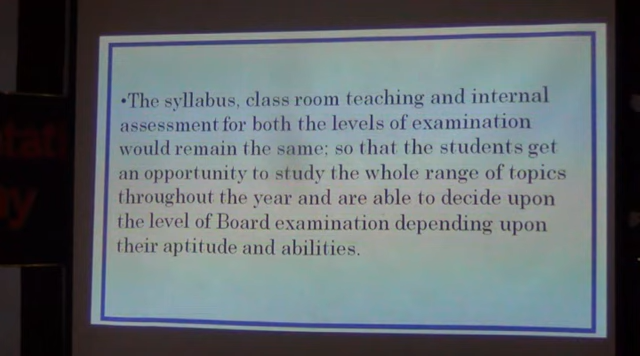 •The syllabus, class room teaching and internal
assessment for both the levels of examination
would remain the same; so that the students get
an opportunity to study the whole range of topics
throughout the year and are able to decide upon
the level of Board examination depending upon
their aptitude and abilities.